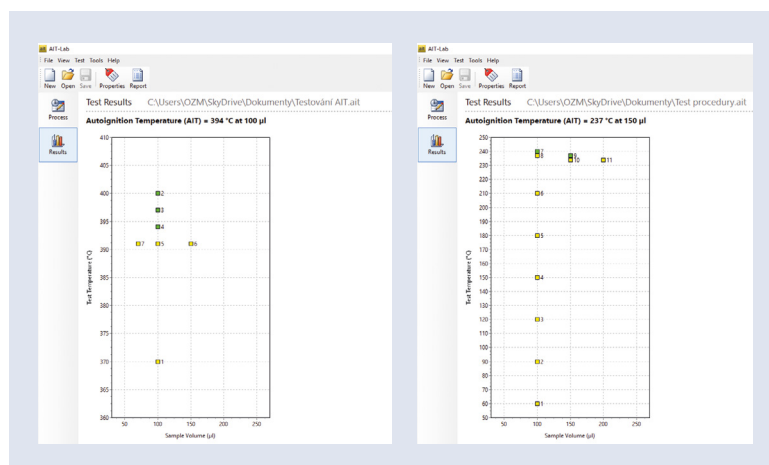 AIT-Lab
File View Test Tools Help
New Open Save Properties Report
Process
Results
Test Results C:\Users\OZM\SkyDrive\Dokumenty\Testování AIT.ait
Autoignition Temperature (AIT) = 394 °C at 100 µl
410
405
400
395
390
385
380
375
370
365
360
2
3
4
7 5 6
1
Test Temperature (°C)
50 100 150 200 250
Sample Volume (µl)
AIT-Lab
File View Test Tools Help
New Open Save Properties Report
Process
Results
Test Results C:\Users\OZM\SkyDrive\Dokumenty\Test procedury.ait
Autoignition Temperature (AIT) = 237 °C at 150 µl
250
240
230
220
210
200
190
180
170
160
150
140
130
120
110
100
90
80
70
60
50
7
8 9
10 11
6
5
4
3
2
1
Test Temperature (°C)
50 100 150 200 250
Sample Volume (µl)